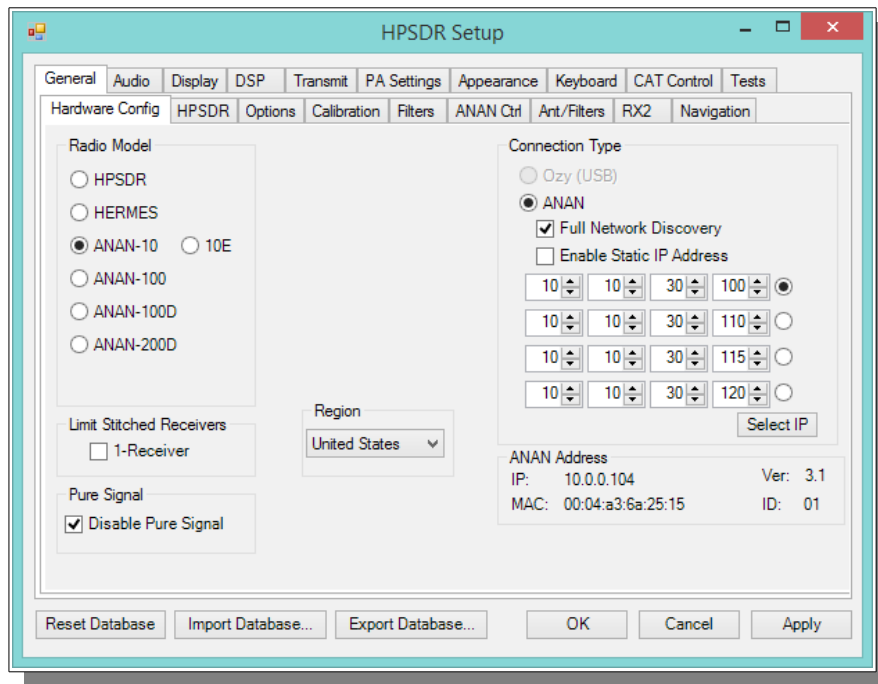 HPSDR Setup
General Audio Display DSP Transmit PA Settings Appearance Keyboard CAT Control Tests
Hardware Config HPSDR Options Calibration Filters ANAN Ctrl Ant/Filters RX2 Navigation
Radio Model
HPSDR
HERMES
ANAN-10 10E
ANAN-100
ANAN-100D
ANAN-200D
Limit Stitched Receivers
1-Receiver
Pure Signal
Disable Pure Signal
Region
United States
Connection Type
Ozy (USB)
ANAN
Full Network Discovery
Enable Static IP Address
10 10 30 100
10 10 30 110
10 10 30 115
10 10 30 120
Select IP
ANAN Address
IP: 10.0.0.104 Ver: 3.1
MAC: 00:04:a3:6a:25:15 ID: 01
Reset Database Import Database... Export Database... OK Cancel Apply